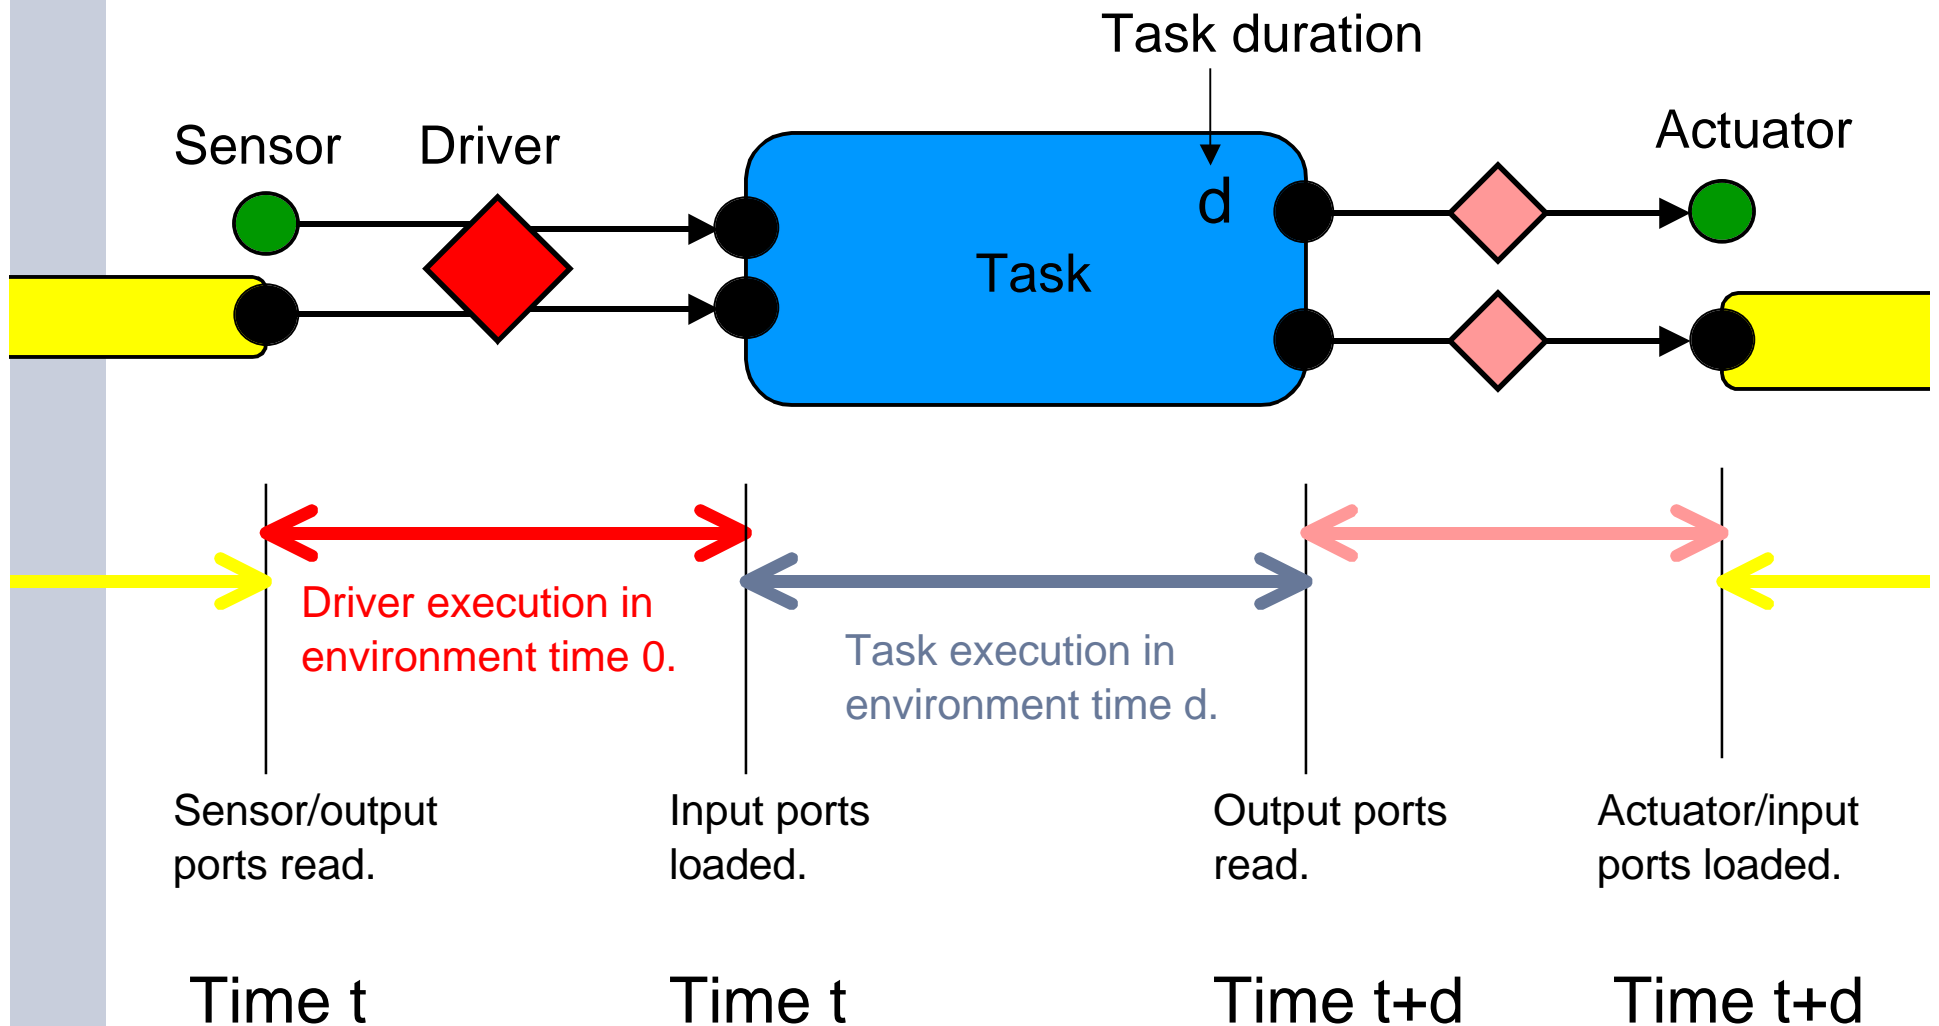 Task duration
Sensor
Driver
Actuator
d
Task
Driver execution in
environment time 0.
Task execution in
environment time d.
Sensor/output
ports read.
Input ports
loaded.
Output ports
read.
Actuator/input
ports loaded.
Time t
Time t
Time t+d
Time t+d